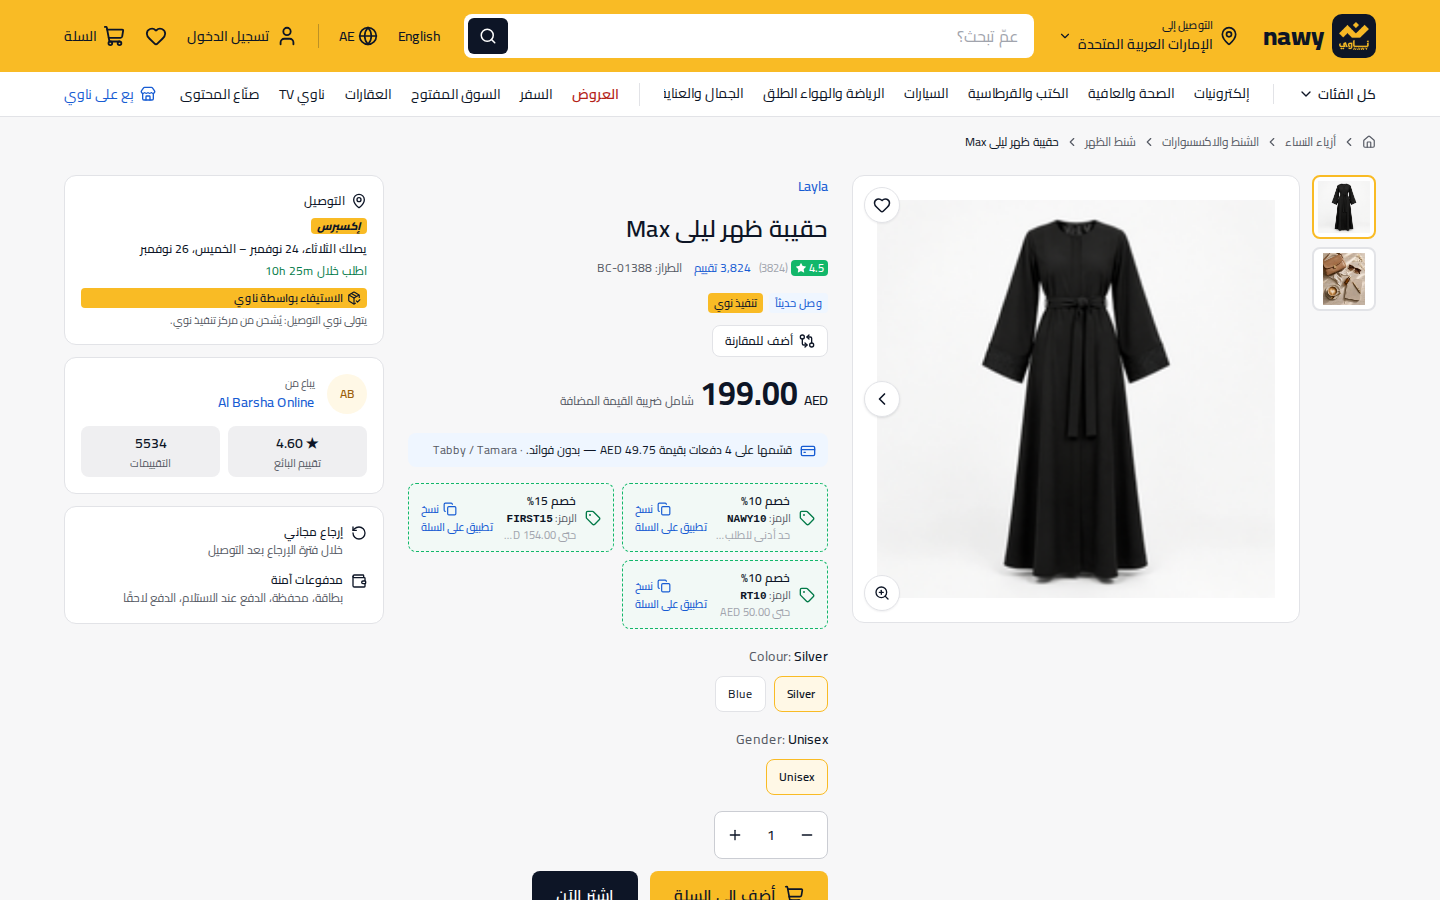 ناوي
NAWY
nawy
التوصيل إلى
الإمارات العربية المتحدة
عمّ تبحث؟
English
AE
تسجيل الدخول
السلة
كل الفئات
إلكترونيات
الصحة والعافية
الكتب والقرطاسية
السيارات
الرياضة والهواء الطلق
الجمال والعناية
العروض
السفر
السوق المفتوح
العقارات
ناوي TV
صنّاع المحتوى
بع على ناوي
أزياء النساء
الشنط والاكسسوارات
شنط الظهر
حقيبة ظهر ليلى Max
Layla
حقيبة ظهر ليلى Max
4.5 ★ (3824) 3,824 تقييم الطراز: BC-01388
وصل حديثاً
تنفيذ نوي
أضف للمقارنة
AED 199.00 شامل ضريبة القيمة المضافة
قسّمها على 4 دفعات بقيمة AED 49.75 — بدون فوائد. · Tabby / Tamara
خصم 10%
الرمز: NAWY10
حد أدنى للطلب...
نسخ
تطبيق على السلة
خصم 15%
الرمز: FIRST15
حتى 154.00 D...
نسخ
تطبيق على السلة
خصم 10%
الرمز: RT10
حتى AED 50.00
نسخ
تطبيق على السلة
Colour: Silver
Silver
Blue
Gender: Unisex
Unisex
− 1 +
أضف إلى السلة
اشترِ الآن
التوصيل
إكسبرس
يصلك الثلاثاء، 24 نوفمبر – الخميس، 26 نوفمبر
اطلب خلال 10h 25m
الاستيفاء بواسطة ناوي
يتولى نوي التوصيل: يُشحن من مركز تنفيذ نوي.
AB
يباع من
Al Barsha Online
4.60 ★
تقييم البائع
5534
التقييمات
إرجاع مجاني
خلال فترة الإرجاع بعد التوصيل
مدفوعات آمنة
بطاقة، محفظة، الدفع عند الاستلام، الدفع لاحقًا